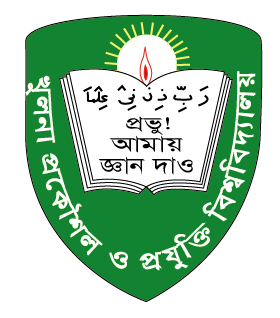 رَبِّ زِدْنِیْ عِلْمًا
প্রভু!
আমায়
জ্ঞান দাও
খুলনা প্রকৌশল ও প্রযুক্তি বিশ্ববিদ্যালয়